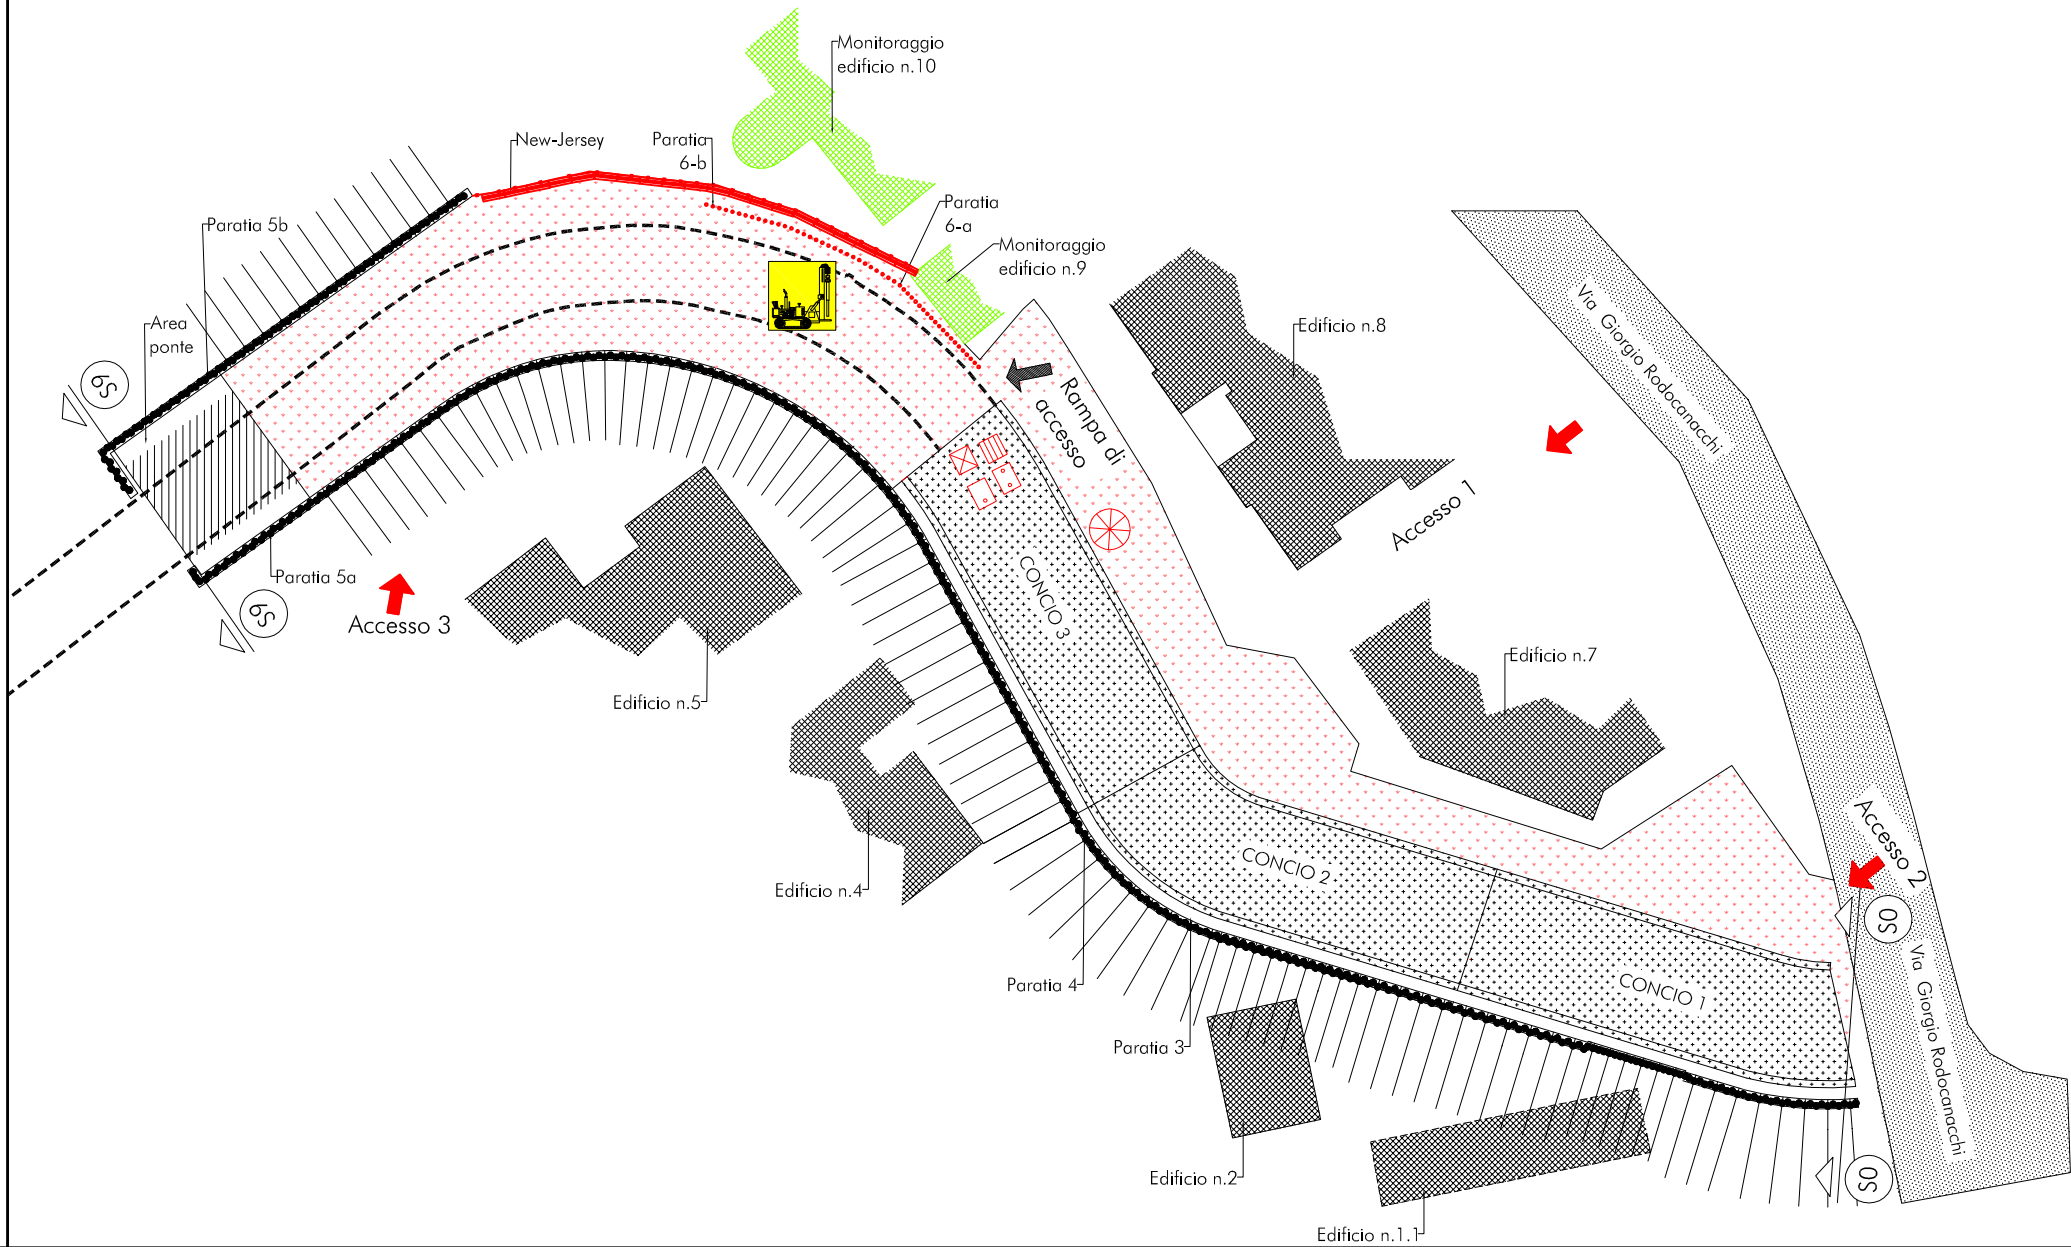 Monitoraggio
edificio n.10
New-Jersey
Paratia
6-b
Paratia
6-a
Monitoraggio
edificio n.9
Paratia 5b
Area
ponte
S9
S9
Paratia 5a
Accesso 3
Edificio n.5
Edificio n.4
Rampa di
accesso
Edificio n.8
Accesso 1
Via Giorgio Rodocanacchi
Edificio n.7
CONCIO 3
CONCIO 2
CONCIO 1
Accesso 2
S0
Via Giorgio Rodocanacchi
Paratia 4
Paratia 3
Edificio n.2
Edificio n.1.1
S0